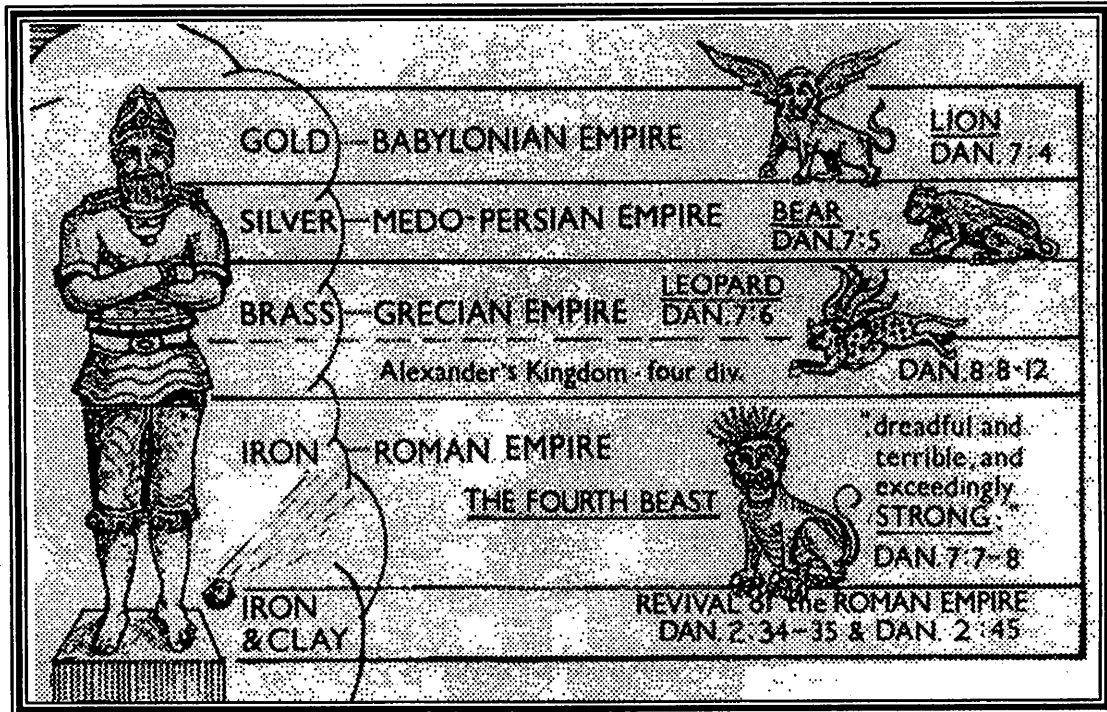 GOLD — BABYLONIAN EMPIRE
LION
DAN. 7:4
SILVER — MEDO-PERSIAN EMPIRE
BEAR
DAN. 7:5
BRASS — GRECIAN EMPIRE
LEOPARD
DAN. 7:6
Alexander's Kingdom - four div.
DAN. 8:8-12
IRON — ROMAN EMPIRE
THE FOURTH BEAST
"dreadful and
terrible, and
exceedingly
STRONG."
DAN. 7:7-8
IRON
& CLAY
REVIVAL of the ROMAN EMPIRE
DAN. 2:34-35 & DAN. 2:45